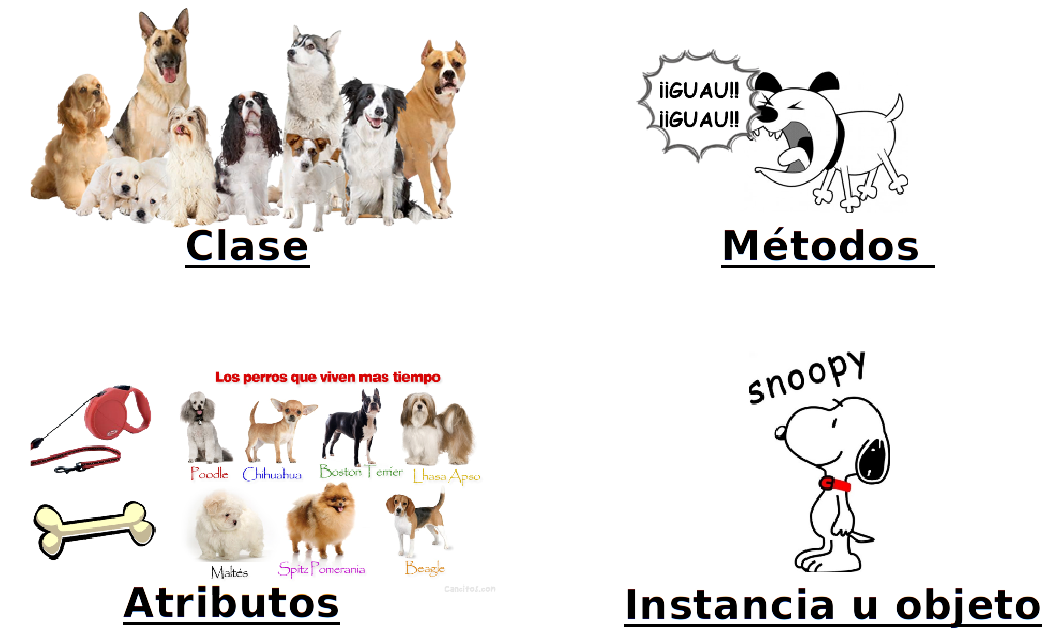 ¡¡GUAU!!
¡¡GUAU!!
Clase
Métodos
Los perros que viven mas tiempo
Poodle
Chihuahua
Boston Terrier
Lhasa Apso
Maltés
Spitz Pomerania
Beagle
Atributos
snoopy
Instancia u objeto